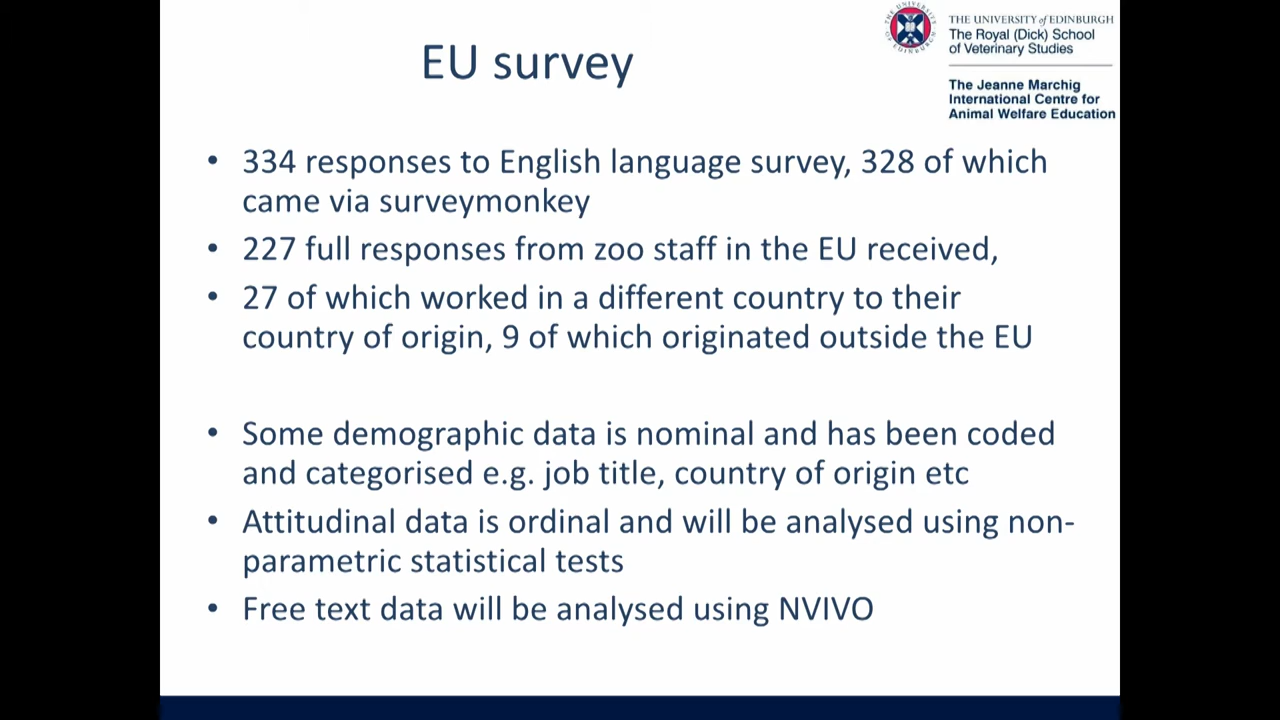 EU survey
THE UNIVERSITY of EDINBURGH
The Royal (Dick) School
of Veterinary Studies
The Jeanne Marchig
International Centre for
Animal Welfare Education
• 334 responses to English language survey, 328 of which
came via surveymonkey
• 227 full responses from zoo staff in the EU received,
• 27 of which worked in a different country to their
country of origin, 9 of which originated outside the EU
• Some demographic data is nominal and has been coded
and categorised e.g. job title, country of origin etc
• Attitudinal data is ordinal and will be analysed using non-
parametric statistical tests
• Free text data will be analysed using NVIVO